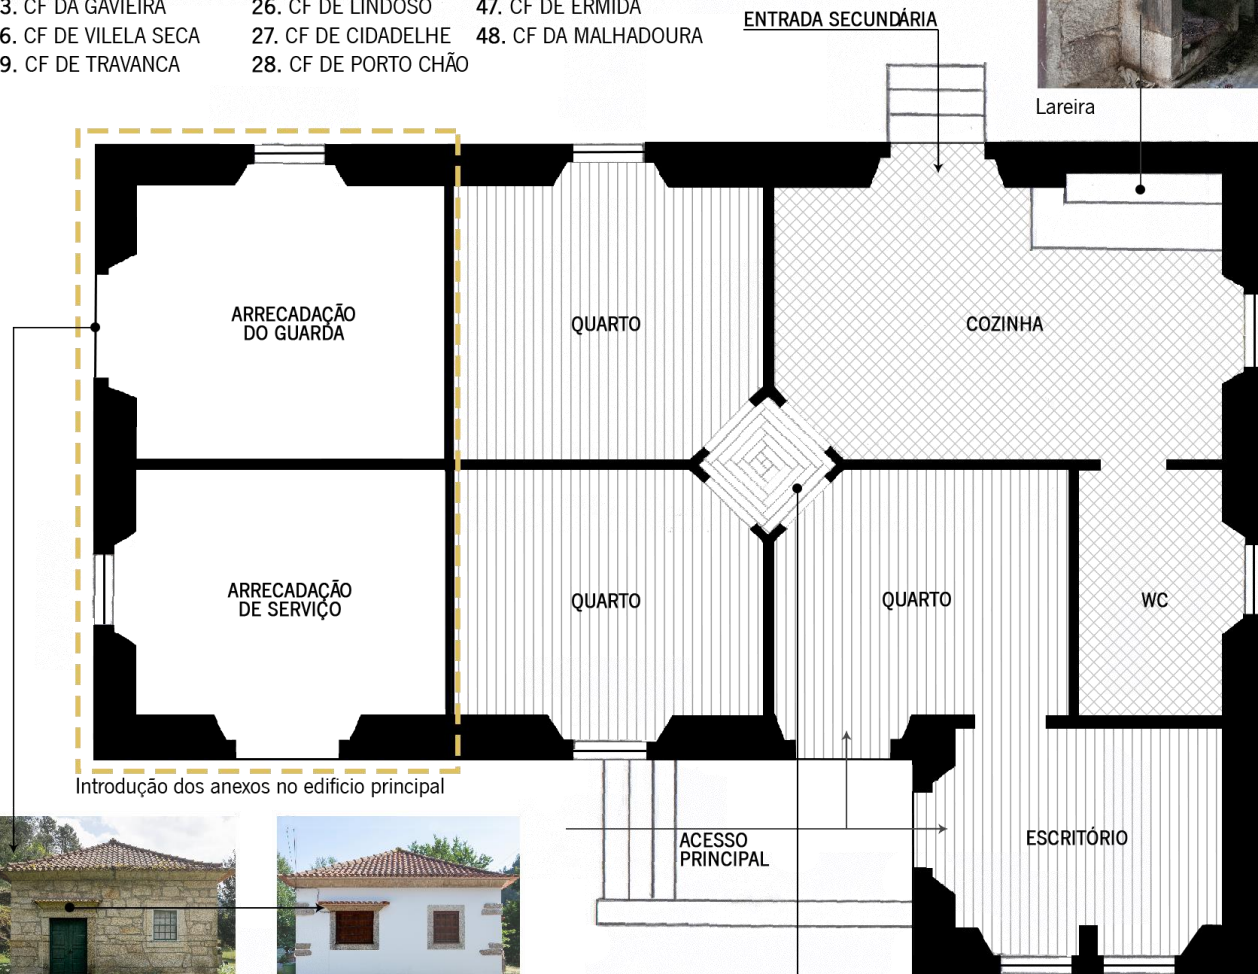 3. CF DA GAVIEIRA
26. CF DE LINDOSO
47. CF DE ERMIDA
6. CF DE VILELA SECA
27. CF DE CIDADELHE
48. CF DA MALHADOURA
9. CF DE TRAVANCA
28. CF DE PORTO CHÃO
ENTRADA SECUNDÁRIA
Lareira
ARRECADAÇÃO
DO GUARDA
QUARTO
COZINHA
ARRECADAÇÃO
DE SERVIÇO
QUARTO
QUARTO
WC
Introdução dos anexos no edificio principal
ACESSO
PRINCIPAL
ESCRITÓRIO